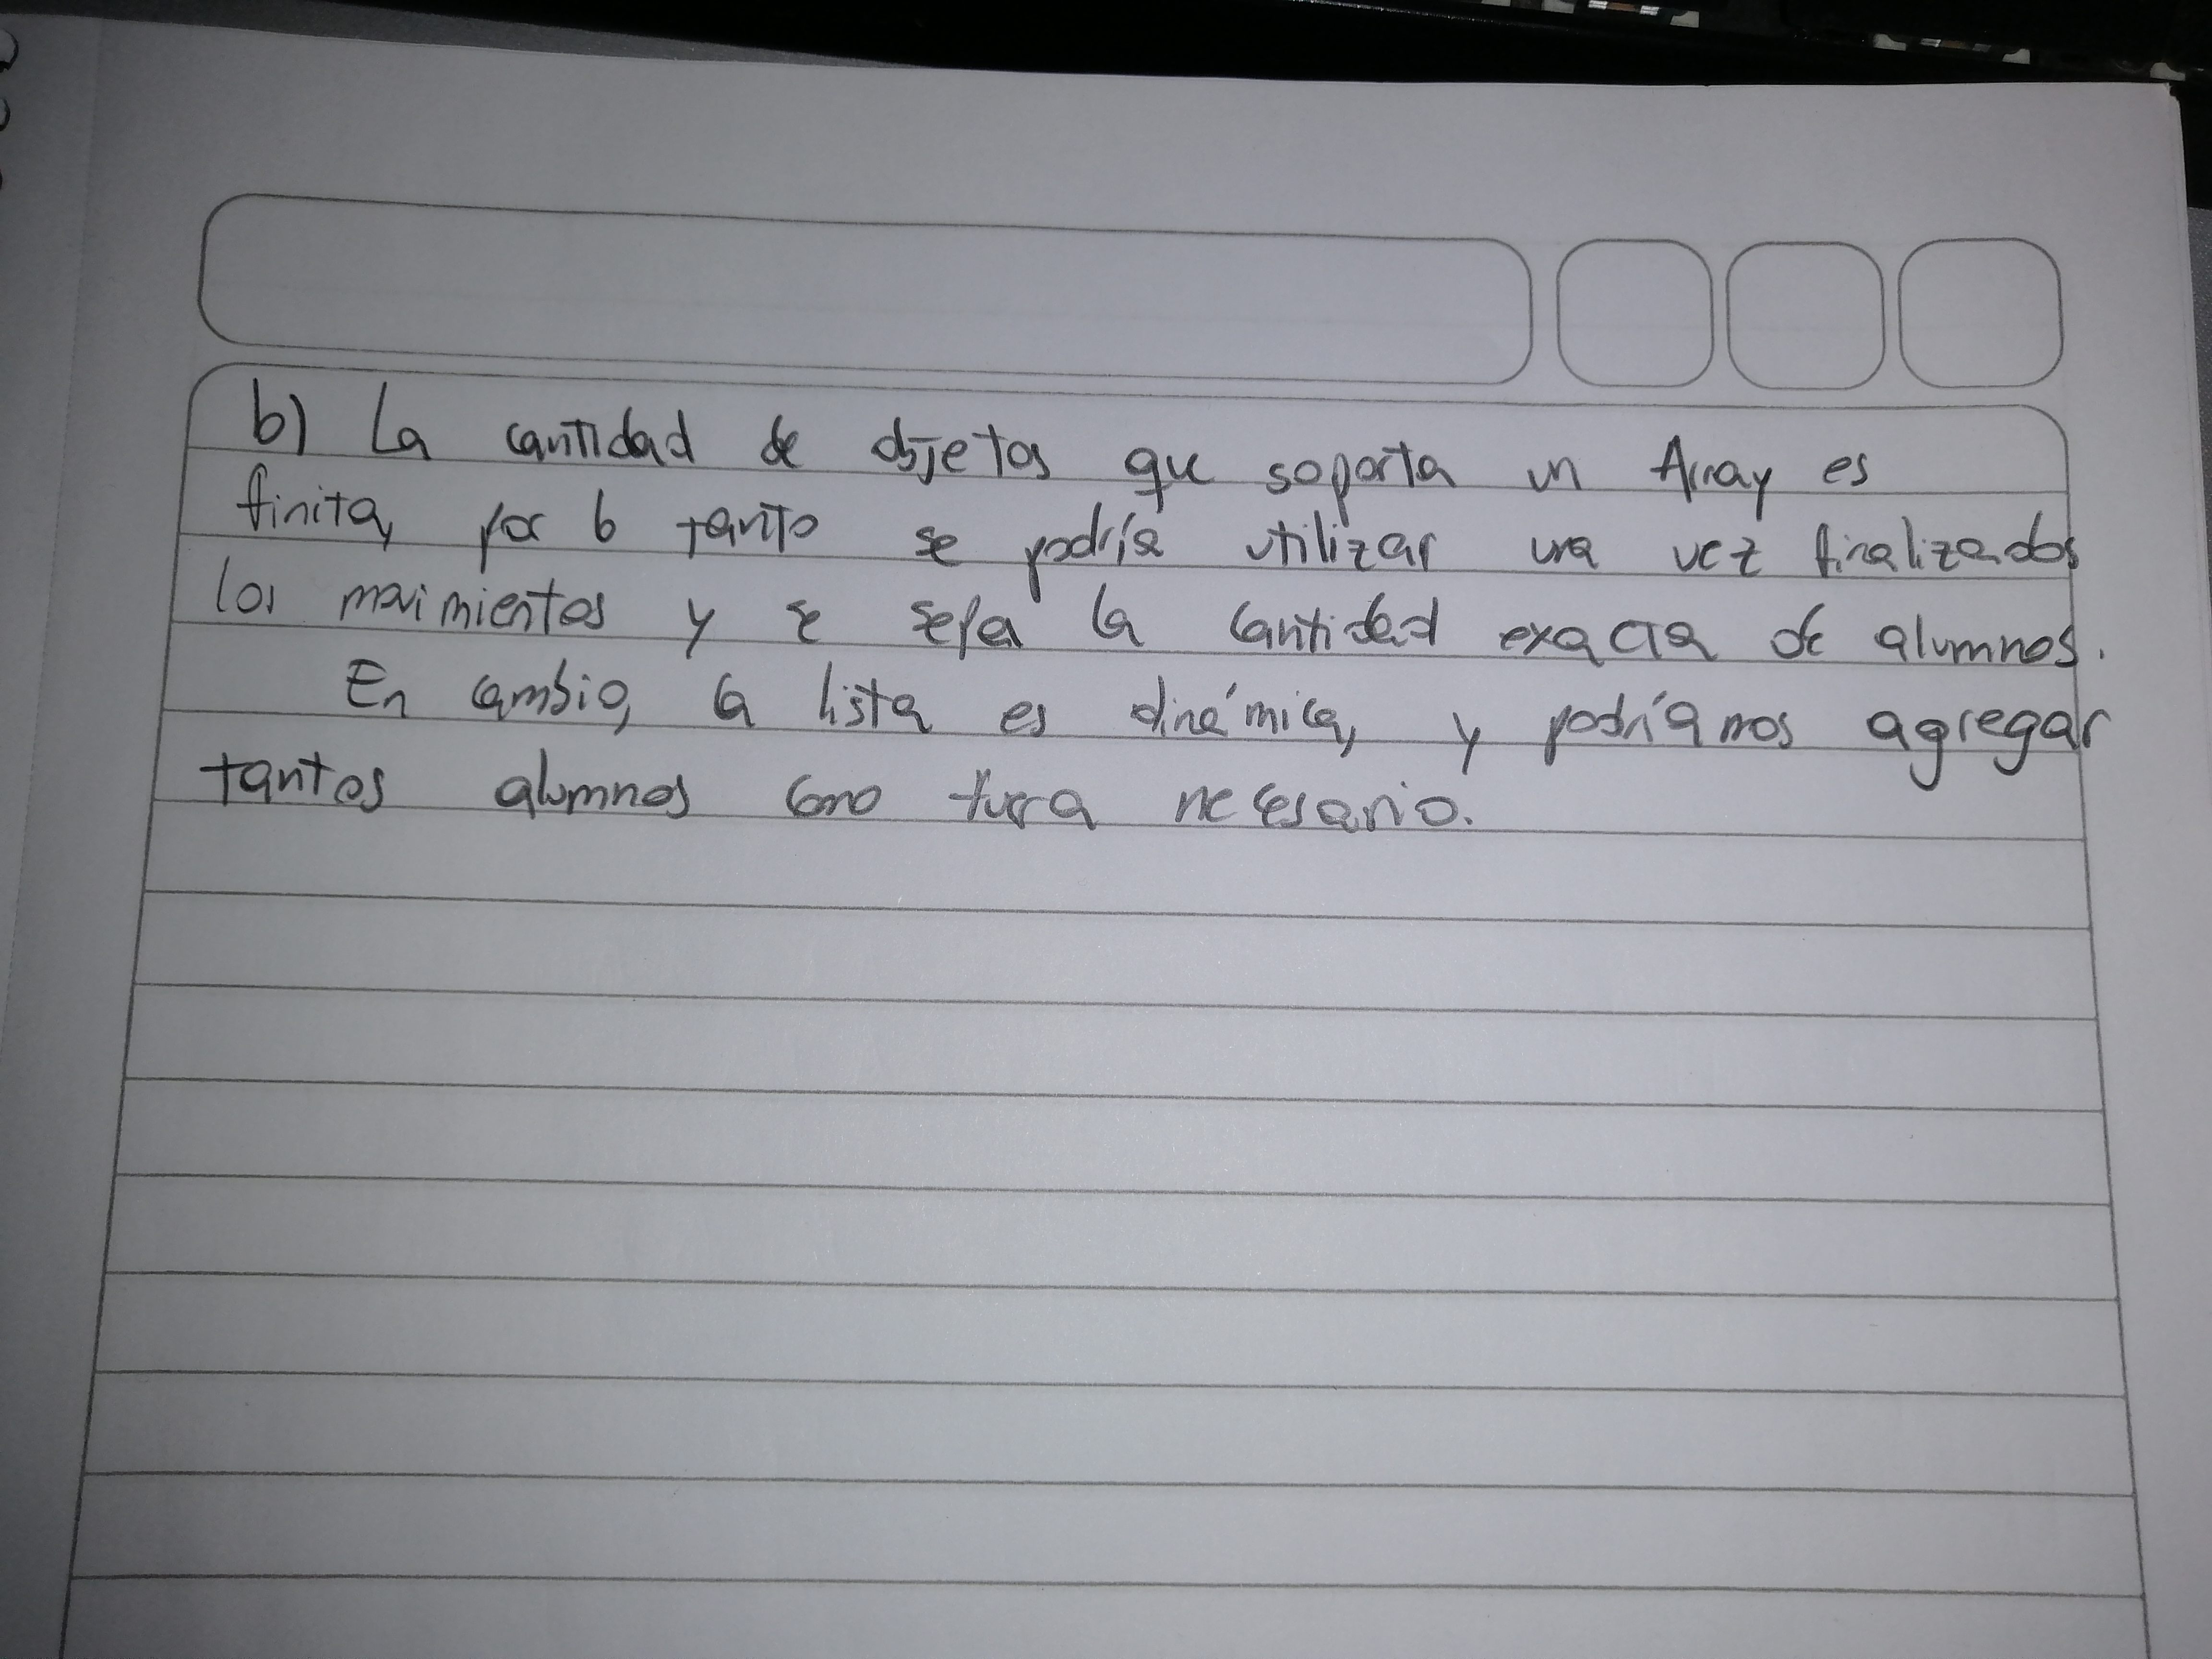 b) La cantidad de objetos que soporta un Array es
finita, por lo tanto se podría utilizar una vez finalizados
los movimientos y se sepa la cantidad exacta de alumnos.
En cambio, la lista es dinámica, y podríamos agregar
tantos alumnos como fuera necesario.